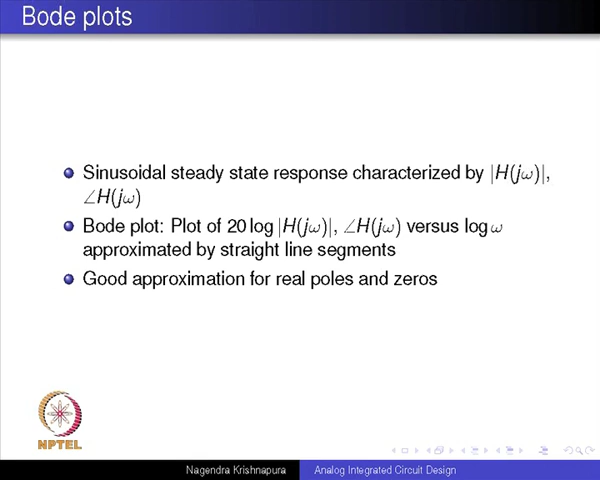 Bode plots
Sinusoidal steady state response characterized by |H(jω)|,
∠H(jω)
Bode plot: Plot of 20 log |H(jω)|, ∠H(jω) versus log ω
approximated by straight line segments
Good approximation for real poles and zeros
NPTEL
Nagendra Krishnapura Analog Integrated Circuit Design